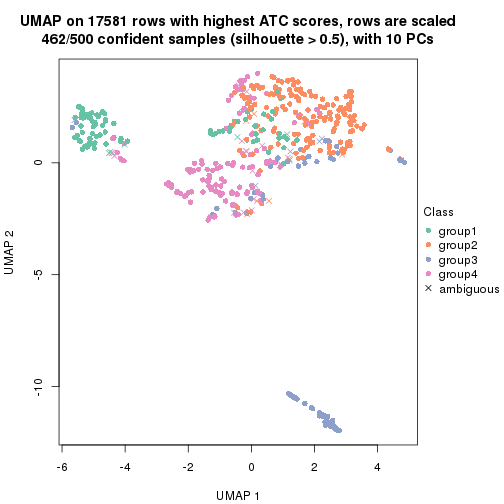 UMAP on 17581 rows with highest ATC scores, rows are scaled
462/500 confident samples (silhouette > 0.5), with 10 PCs
0
-5
-10
UMAP 2
-6
-4
-2
0
2
4
UMAP 1
Class
group1
group2
group3
group4
ambiguous